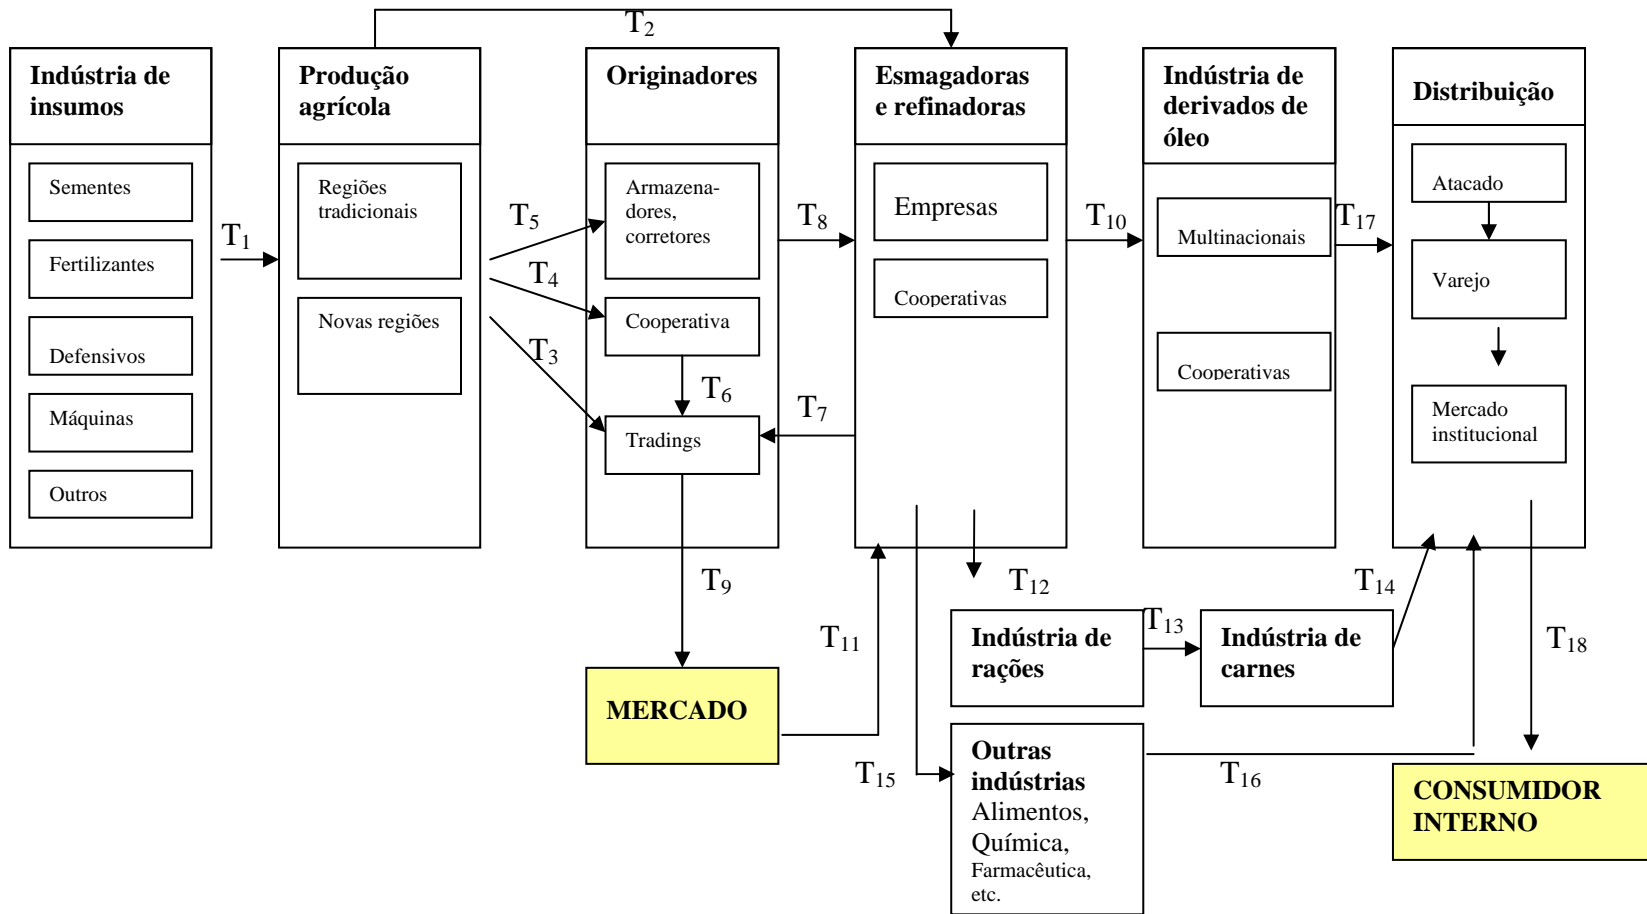 T2
Indústria de
insumos
Sementes
Fertilizantes
Defensivos
Máquinas
Outros
T1
Produção
agrícola
Regiões
tradicionais
Novas regiões
T5
T4
T3
Originadores
Armazena-
dores,
corretores
Cooperativa
T6
Tradings
T8
T7
Esmagadoras
e refinadoras
Empresas
Cooperativas
T10
Indústria de
derivados de
óleo
Multinacionais
Cooperativas
T17
Distribuição
Atacado
Varejo
Mercado
institucional
T9
T11
T12
T13
T14
T18
MERCADO
Indústria de
rações
Indústria de
carnes
T15
Outras
indústrias
Alimentos,
Química,
Farmacêutica,
etc.
T16
CONSUMIDOR
INTERNO